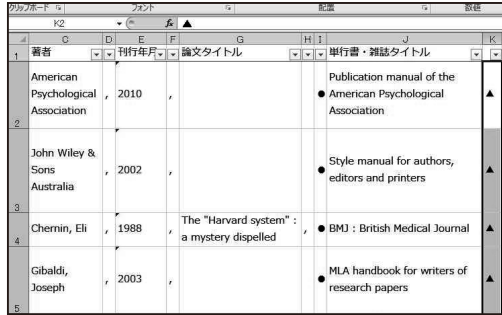 クリップボード フォント 配置 数値
K2 fx ▲
C D E F G H I J K
1 著者 刊行年月 論文タイトル 単行書・雑誌タイトル
American
Psychological
Association
, 2010 ,
● Publication manual of the
American Psychological
Association
▲
2
John Wiley &
Sons
Australia
, 2002 ,
● Style manual for authors,
editors and printers
▲
3
Chernin, Eli , 1988 ,
The "Harvard system" :
a mystery dispelled
, ● BMJ : British Medical Journal ▲
4
Gibaldi,
Joseph
, 2003 ,
● MLA handbook for writers of
research papers
▲
5